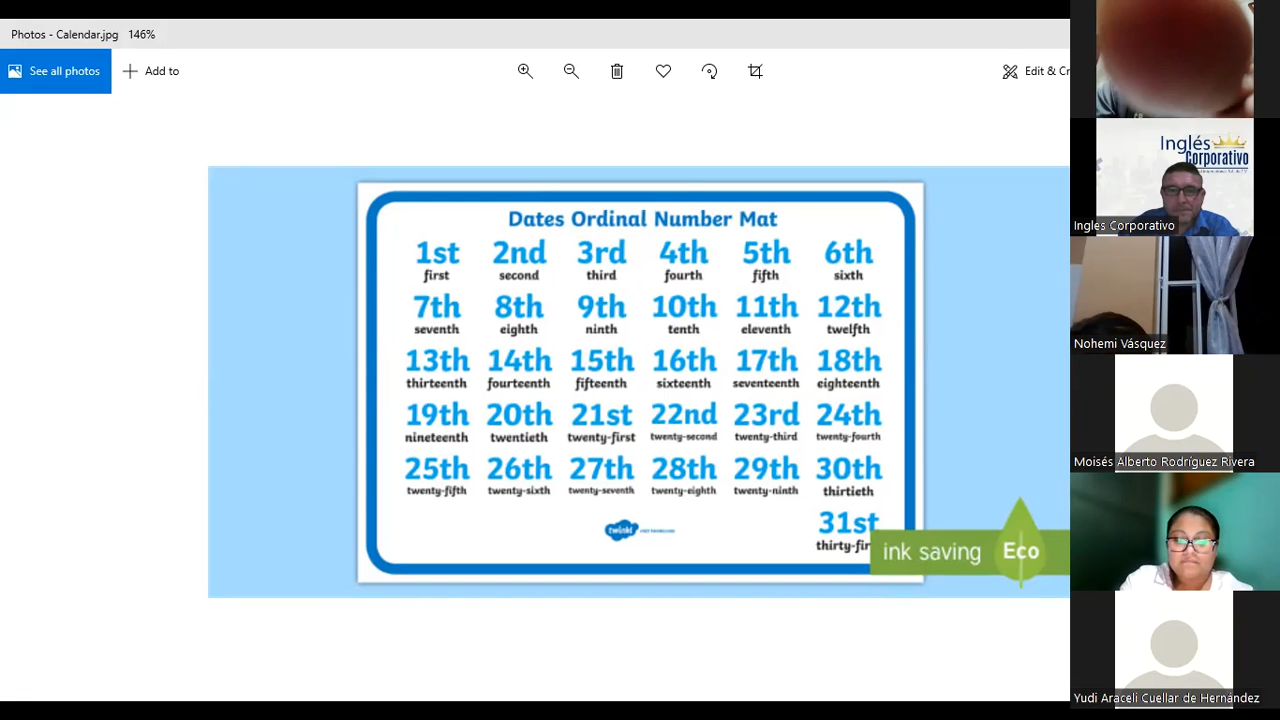 Photos - Calendar.jpg 146%
See all photos
Add to
Edit & Cr
Dates Ordinal Number Mat
1st 2nd 3rd 4th 5th 6th
first second third fourth fifth sixth
7th 8th 9th 10th 11th 12th
seventh eighth ninth tenth eleventh twelfth
13th 14th 15th 16th 17th 18th
thirteenth fourteenth fifteenth sixteenth seventeenth eighteenth
19th 20th 21st 22nd 23rd 24th
nineteenth twentieth twenty-first twenty-second twenty-third twenty-fourth
25th 26th 27th 28th 29th 30th
twenty-fifth twenty-sixth twenty-seventh twenty-eighth twenty-ninth thirtieth
31st
thirty-fir
twinkl
ink saving Eco
Inglés
Corporativo
Ingles Corporativo
Nohemi Vásquez
Moisés Alberto Rodríguez Rivera
Yudi Araceli Cuellar de Hernández